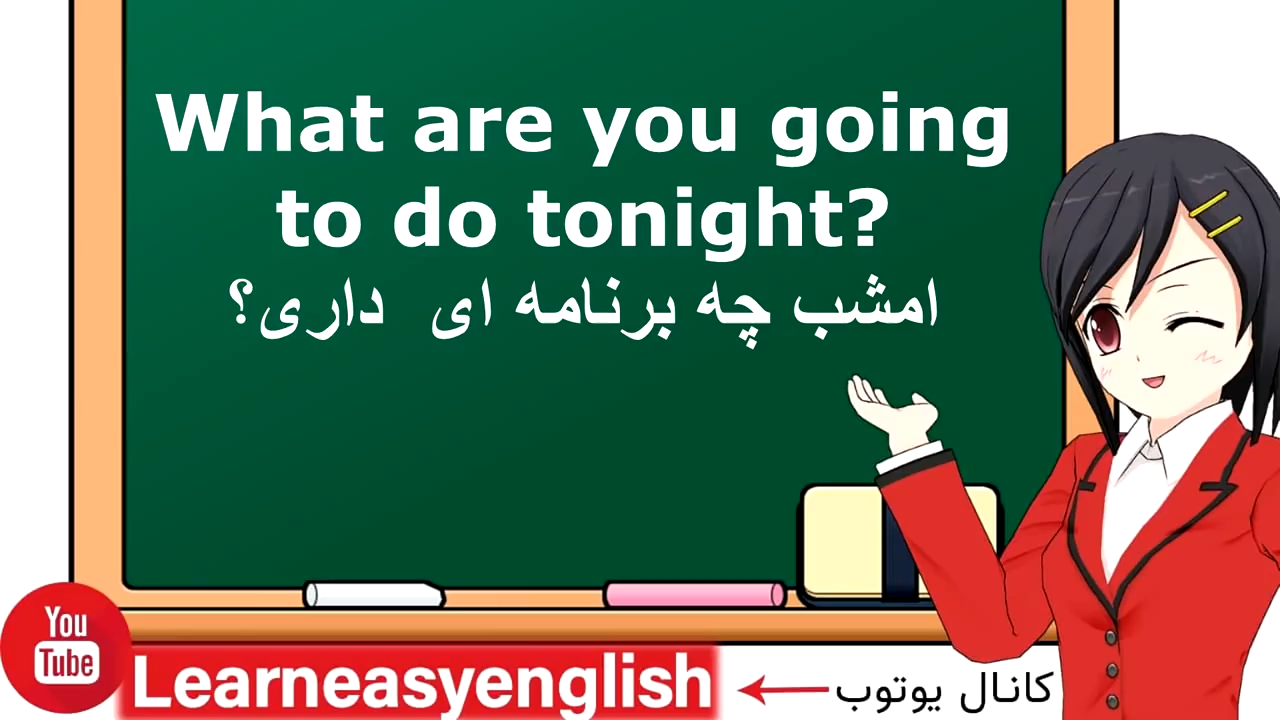 What are you going
to do tonight?
امشب چه برنامه ای داری؟
You
Tube
Learneasyenglish
کانال یوتوب